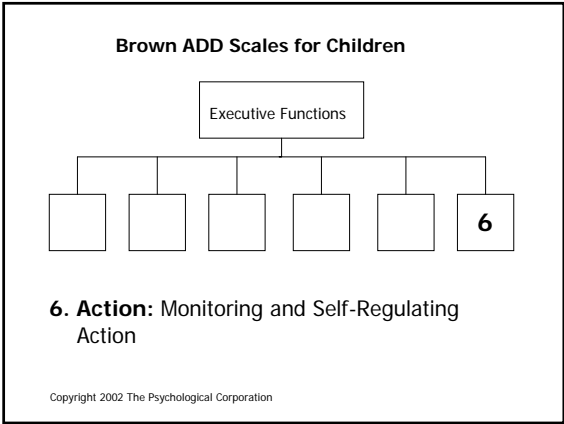 Brown ADD Scales for Children
Executive Functions
6
6. Action: Monitoring and Self-Regulating
Action
Copyright 2002 The Psychological Corporation